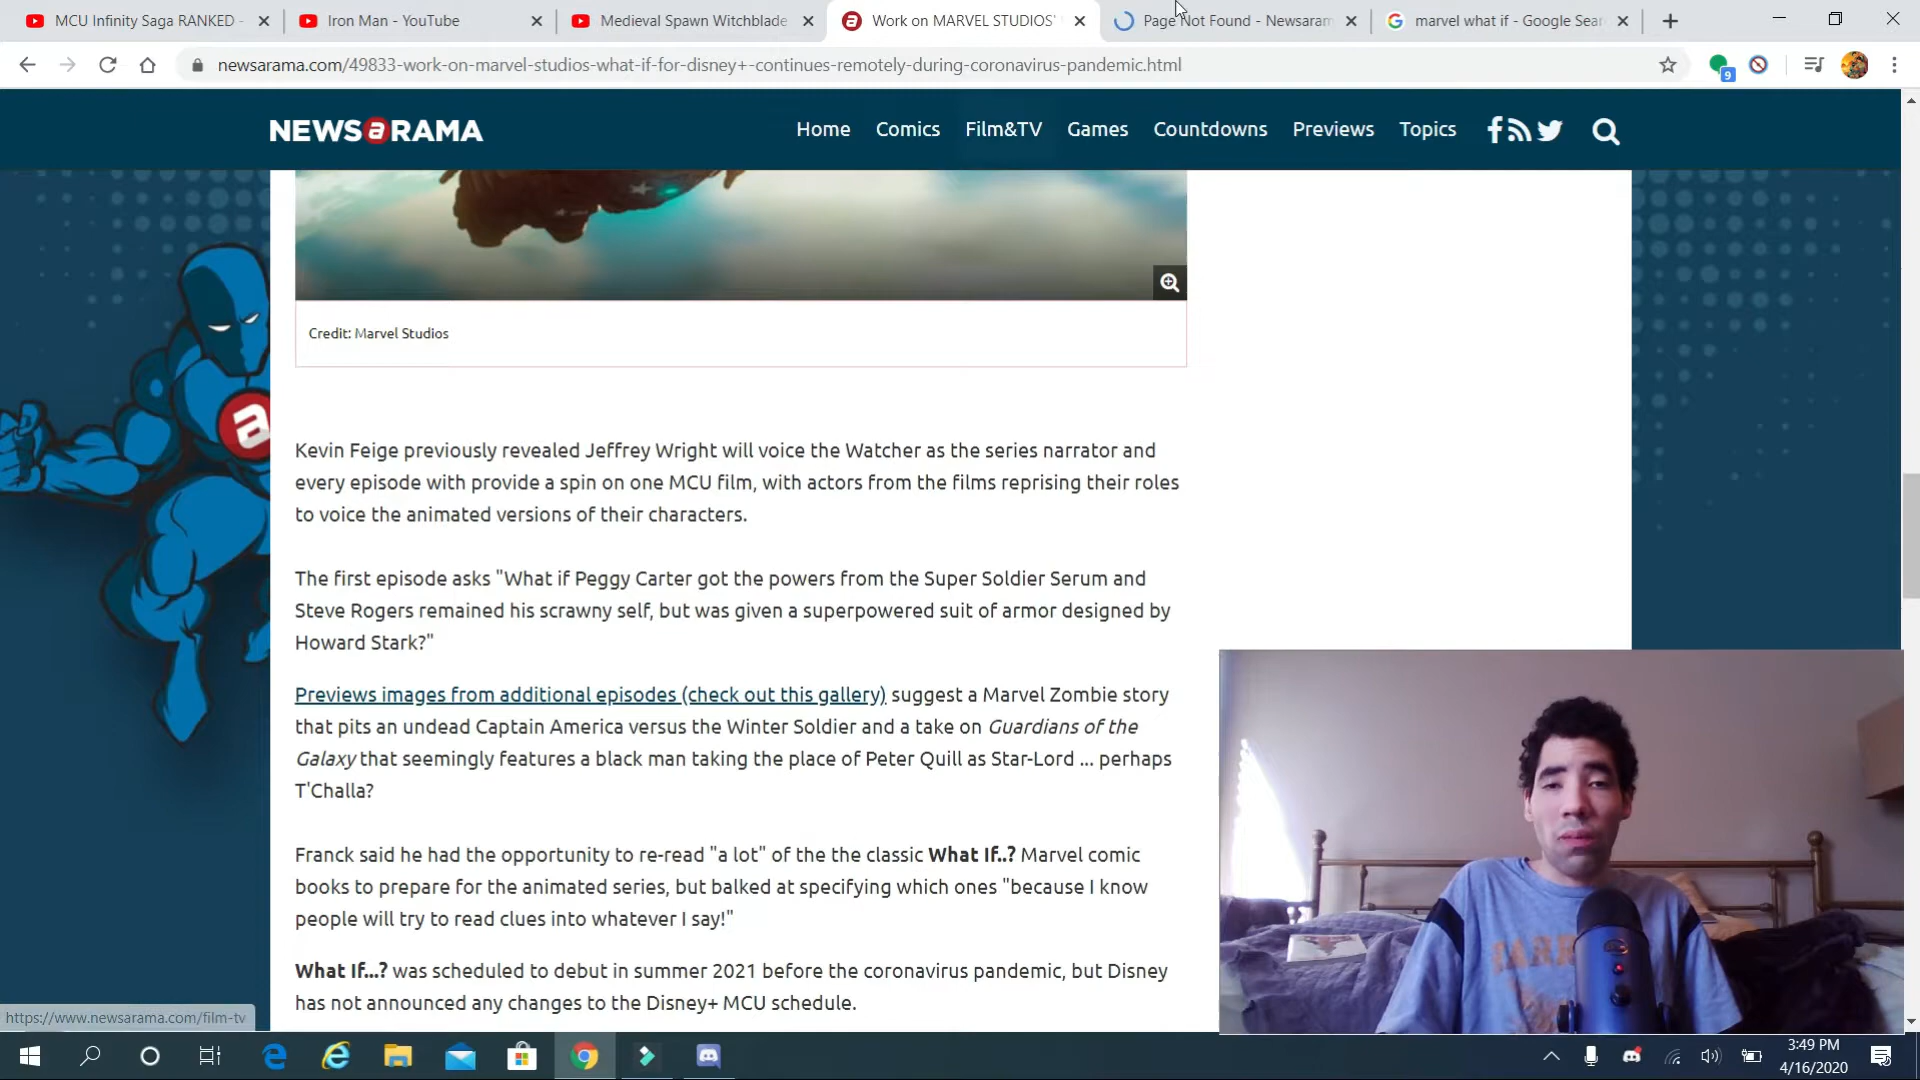 MCU Infinity Saga RANKED -
Iron Man - YouTube
Medieval Spawn Witchblade
Work on MARVEL STUDIOS'
Page Not Found - Newsaram
marvel what if - Google Sear
newsarama.com/49833-work-on-marvel-studios-what-if-for-disney+-continues-remotely-during-coronavirus-pandemic.html
9
NEWSaRAMA
Home
Comics
Film&TV
Games
Countdowns
Previews
Topics
a
Credit: Marvel Studios
Kevin Feige previously revealed Jeffrey Wright will voice the Watcher as the series narrator and
every episode with provide a spin on one MCU film, with actors from the films reprising their roles
to voice the animated versions of their characters.
The first episode asks "What if Peggy Carter got the powers from the Super Soldier Serum and
Steve Rogers remained his scrawny self, but was given a superpowered suit of armor designed by
Howard Stark?"
Previews images from additional episodes (check out this gallery) suggest a Marvel Zombie story
that pits an undead Captain America versus the Winter Soldier and a take on Guardians of the
Galaxy that seemingly features a black man taking the place of Peter Quill as Star-Lord ... perhaps
T'Challa?
Franck said he had the opportunity to re-read "a lot" of the the classic What If..? Marvel comic
books to prepare for the animated series, but balked at specifying which ones "because I know
people will try to read clues into whatever I say!"
What If...? was scheduled to debut in summer 2021 before the coronavirus pandemic, but Disney
has not announced any changes to the Disney+ MCU schedule.
https://www.newsarama.com/film-tv
3:49 PM
4/16/2020